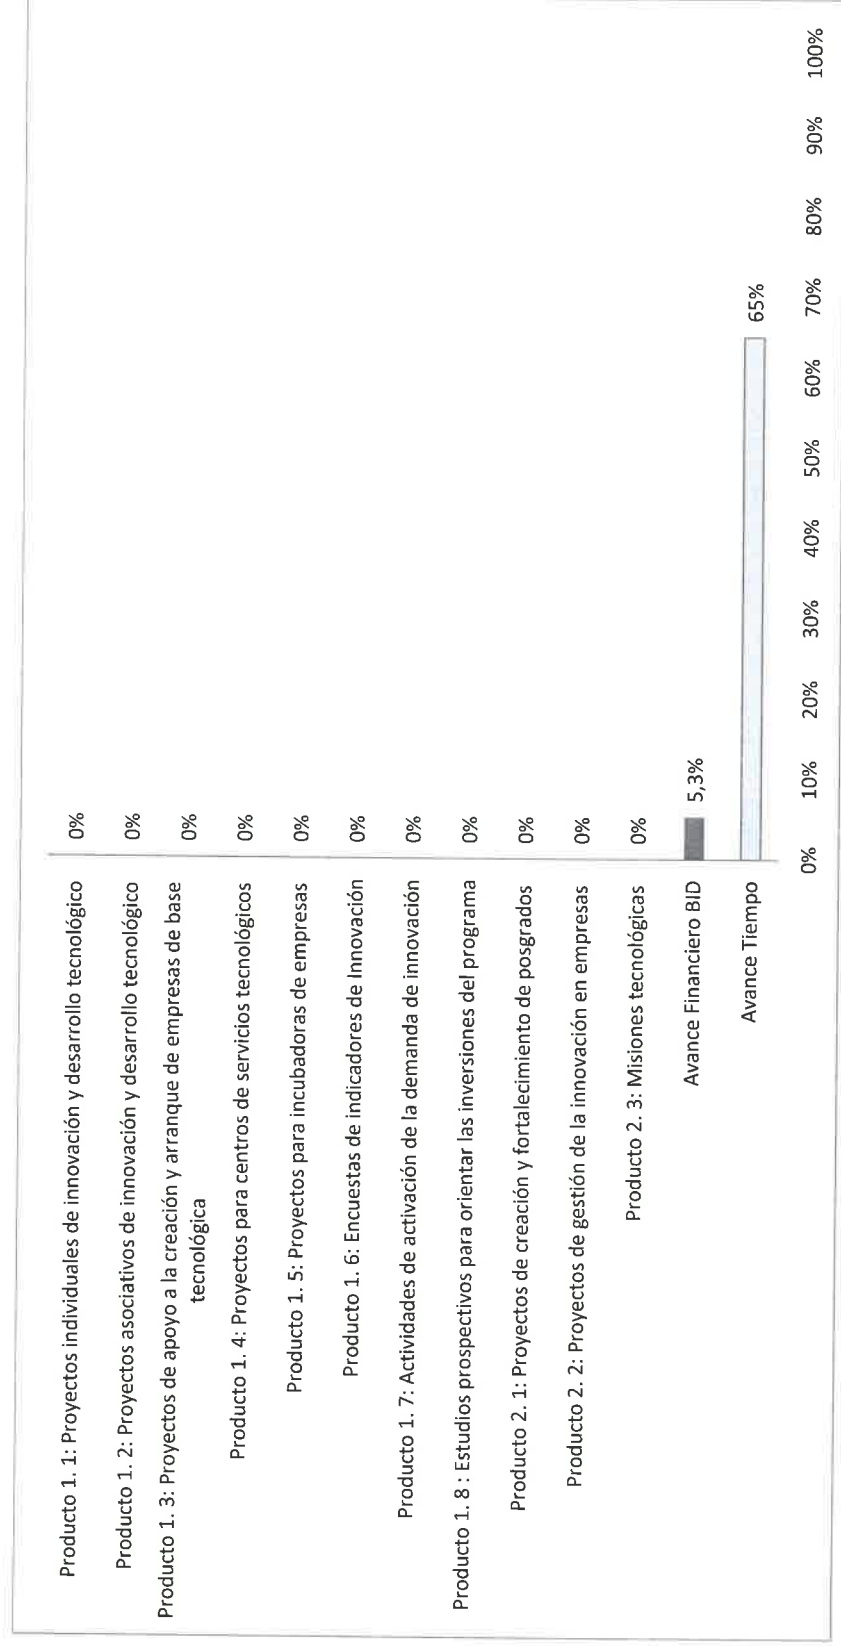 Producto 1. 1: Proyectos individuales de innovación y desarrollo tecnológico
0%
Producto 1. 2: Proyectos asociativos de innovación y desarrollo tecnológico
0%
Producto 1. 3: Proyectos de apoyo a la creación y arranque de empresas de base
tecnológica
0%
Producto 1. 4: Proyectos para centros de servicios tecnológicos
0%
Producto 1. 5: Proyectos para incubadoras de empresas
0%
Producto 1. 6: Encuestas de indicadores de Innovación
0%
Producto 1. 7: Actividades de activación de la demanda de innovación
0%
Producto 1. 8 : Estudios prospectivos para orientar las inversiones del programa
0%
Producto 2. 1: Proyectos de creación y fortalecimiento de posgrados
0%
Producto 2. 2: Proyectos de gestión de la innovación en empresas
0%
Producto 2. 3: Misiones tecnológicas
0%
Avance Financiero BID
5,3%
Avance Tiempo
65%
0% 10% 20% 30% 40% 50% 60% 70% 80% 90% 100%